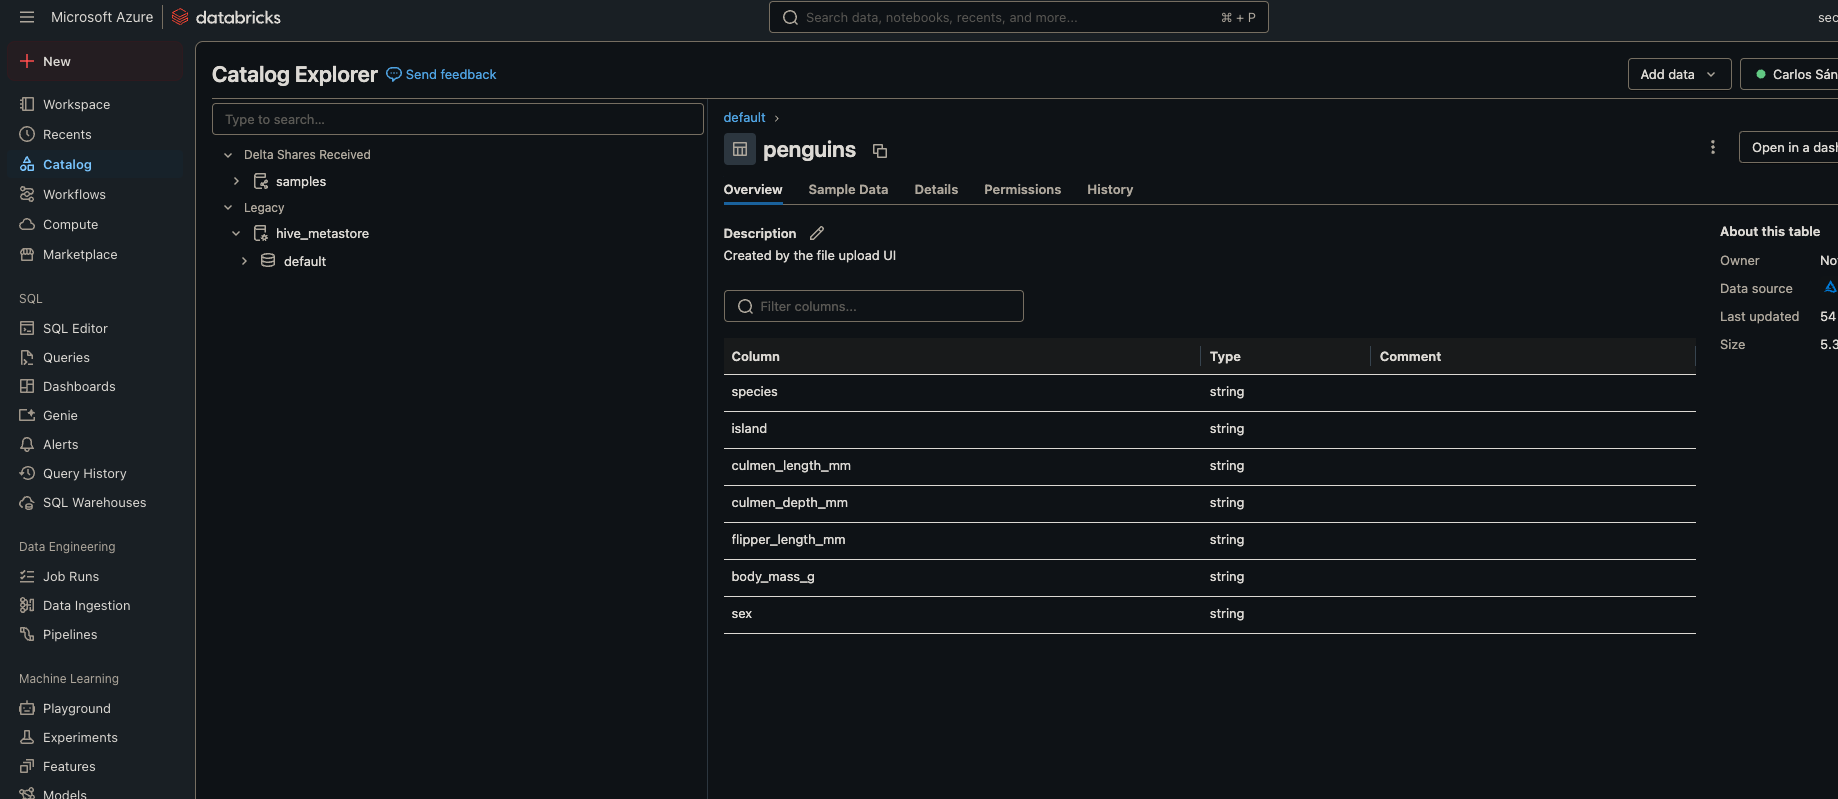 Microsoft Azure databricks
Search data, notebooks, recents, and more... ⌘ + P
New
Workspace
Recents
Catalog
Workflows
Compute
Marketplace
SQL
SQL Editor
Queries
Dashboards
Genie
Alerts
Query History
SQL Warehouses
Data Engineering
Job Runs
Data Ingestion
Pipelines
Machine Learning
Playground
Experiments
Features
Models
Catalog Explorer Send feedback
Add data
Carlos Sán
Type to search...
Delta Shares Received
samples
Legacy
hive_metastore
default
default ›
penguins
Open in a dash
Overview Sample Data Details Permissions History
Description
Created by the file upload UI
Filter columns...
Column Type Comment
species string
island string
culmen_length_mm string
culmen_depth_mm string
flipper_length_mm string
body_mass_g string
sex string
About this table
Owner No
Data source
Last updated 54
Size 5.3